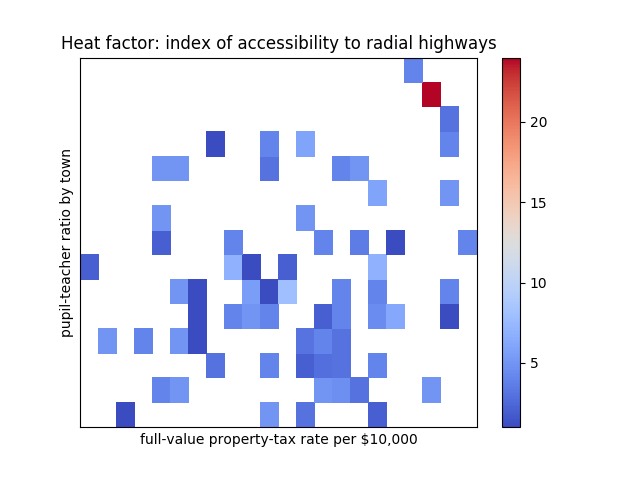 Heat factor: index of accessibility to radial highways
pupil-teacher ratio by town
full-value property-tax rate per $10,000
20
15
10
5